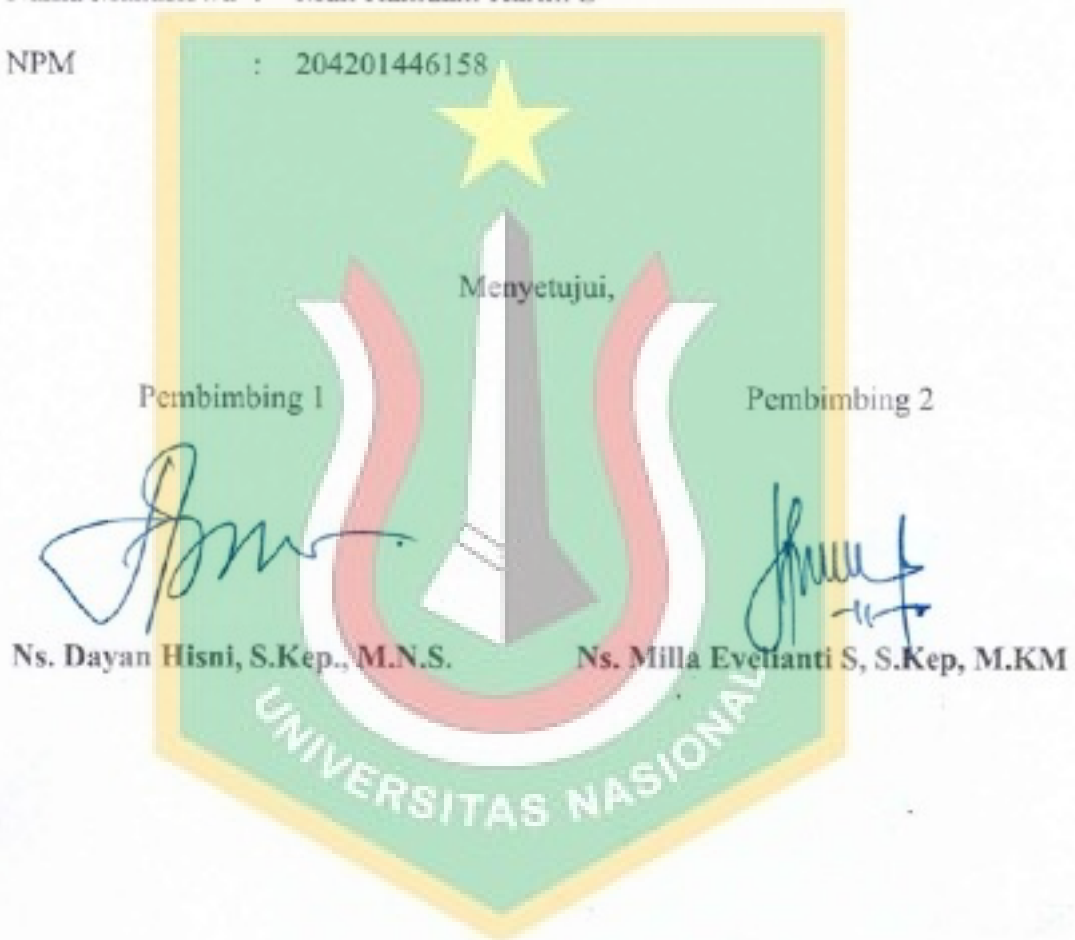 NPM : 204201446158
Menyetujui,
Pembimbing 1 Pembimbing 2
Ns. Dayan Hisni, S.Kep., M.N.S. Ns. Milla Evelianti S, S.Kep, M.KM
UNIVERSITAS NASIONAL